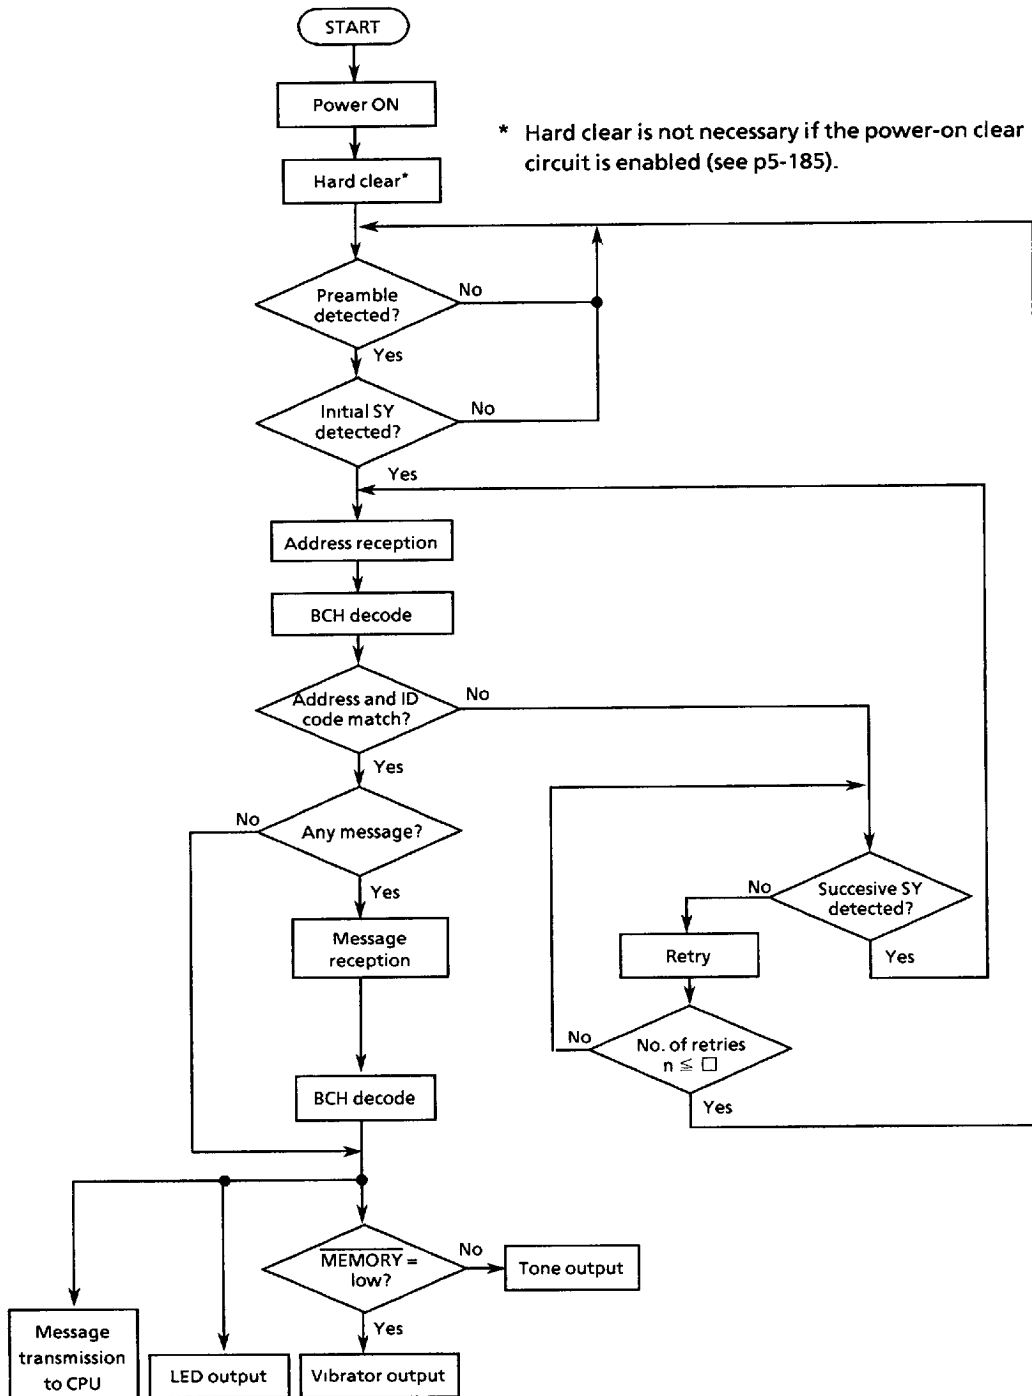 START
Power ON
* Hard clear is not necessary if the power-on clear
circuit is enabled (see p5-185).
Hard clear*
Preamble
detected?
No
Yes
Initial SY
detected?
No
Yes
Address reception
BCH decode
Address and ID
code match?
No
Yes
Any message?
No
Yes
Message
reception
BCH decode
Succesive SY
detected?
No
Yes
Retry
No. of retries
n ≦ □
No
Yes
MEMORY =
low?
No
Yes
Tone output
Message
transmission
to CPU
LED output
Vibrator output